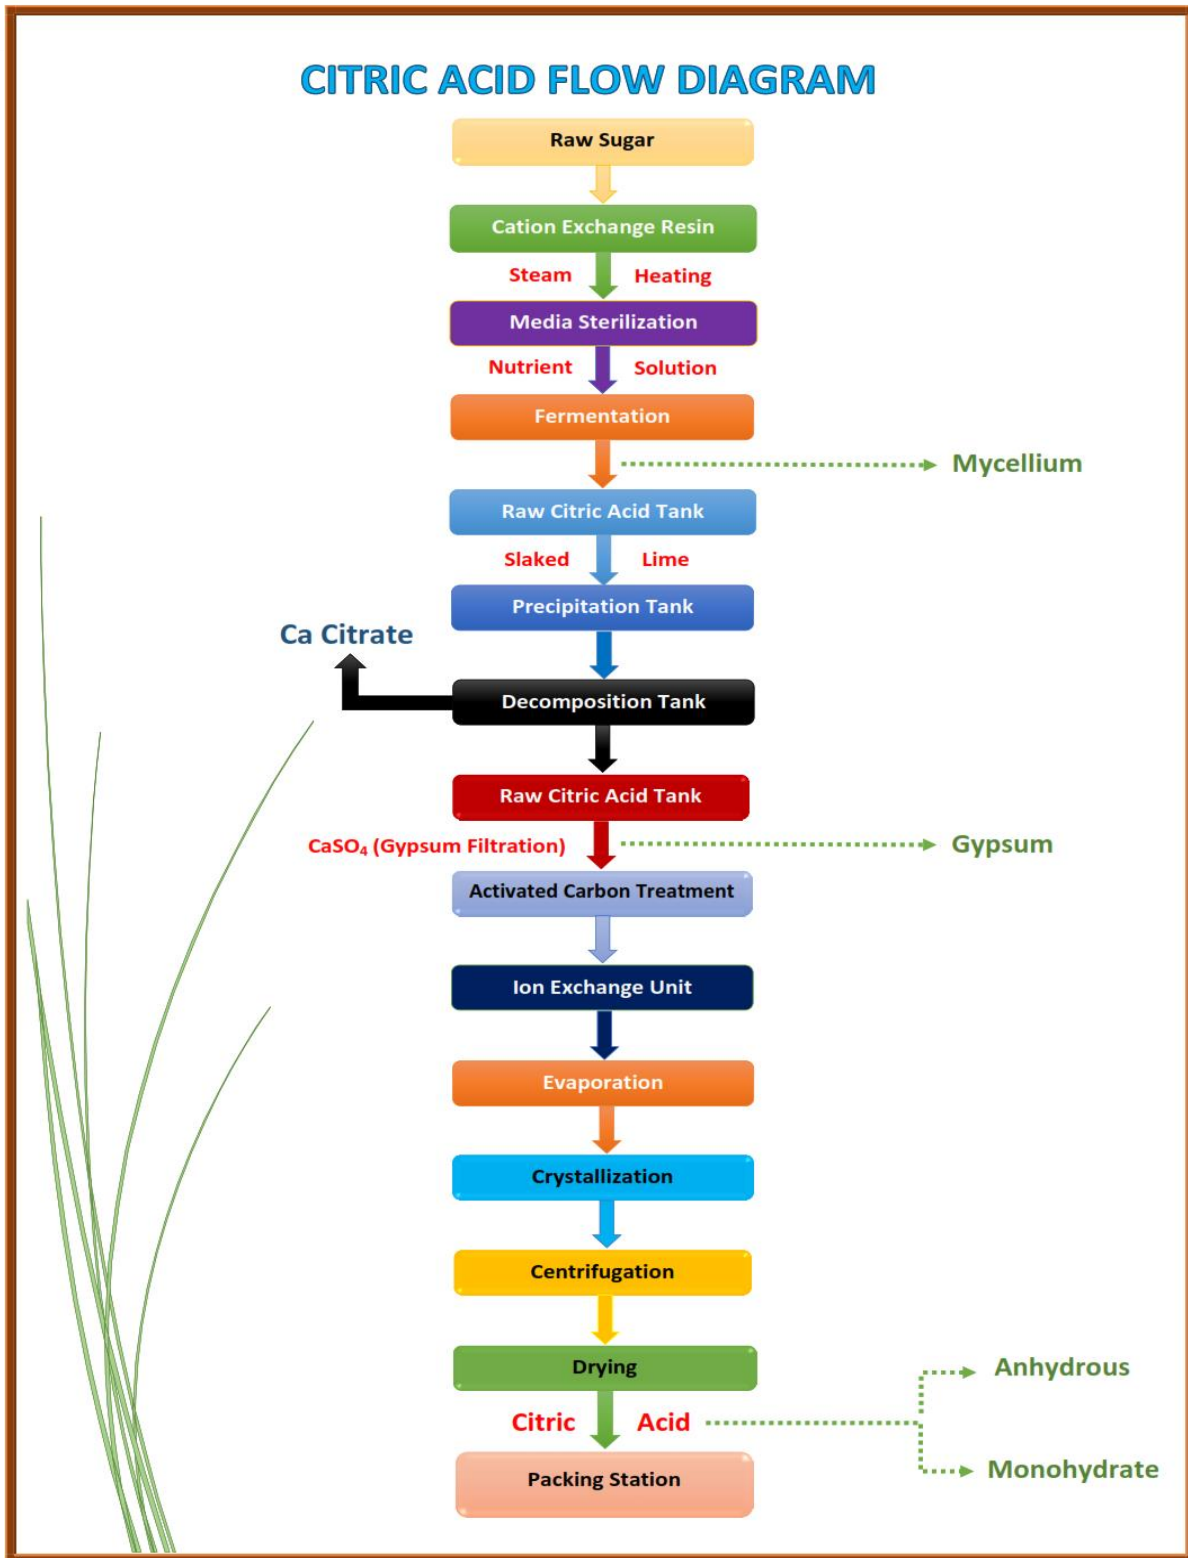 CITRIC ACID FLOW DIAGRAM
Raw Sugar
Cation Exchange Resin
Steam Heating
Media Sterilization
Nutrient Solution
Fermentation
Mycellium
Raw Citric Acid Tank
Slaked Lime
Precipitation Tank
Ca Citrate
Decomposition Tank
Raw Citric Acid Tank
CaSO₄ (Gypsum Filtration)
Gypsum
Activated Carbon Treatment
Ion Exchange Unit
Evaporation
Crystallization
Centrifugation
Drying
Anhydrous
Citric Acid
Monohydrate
Packing Station